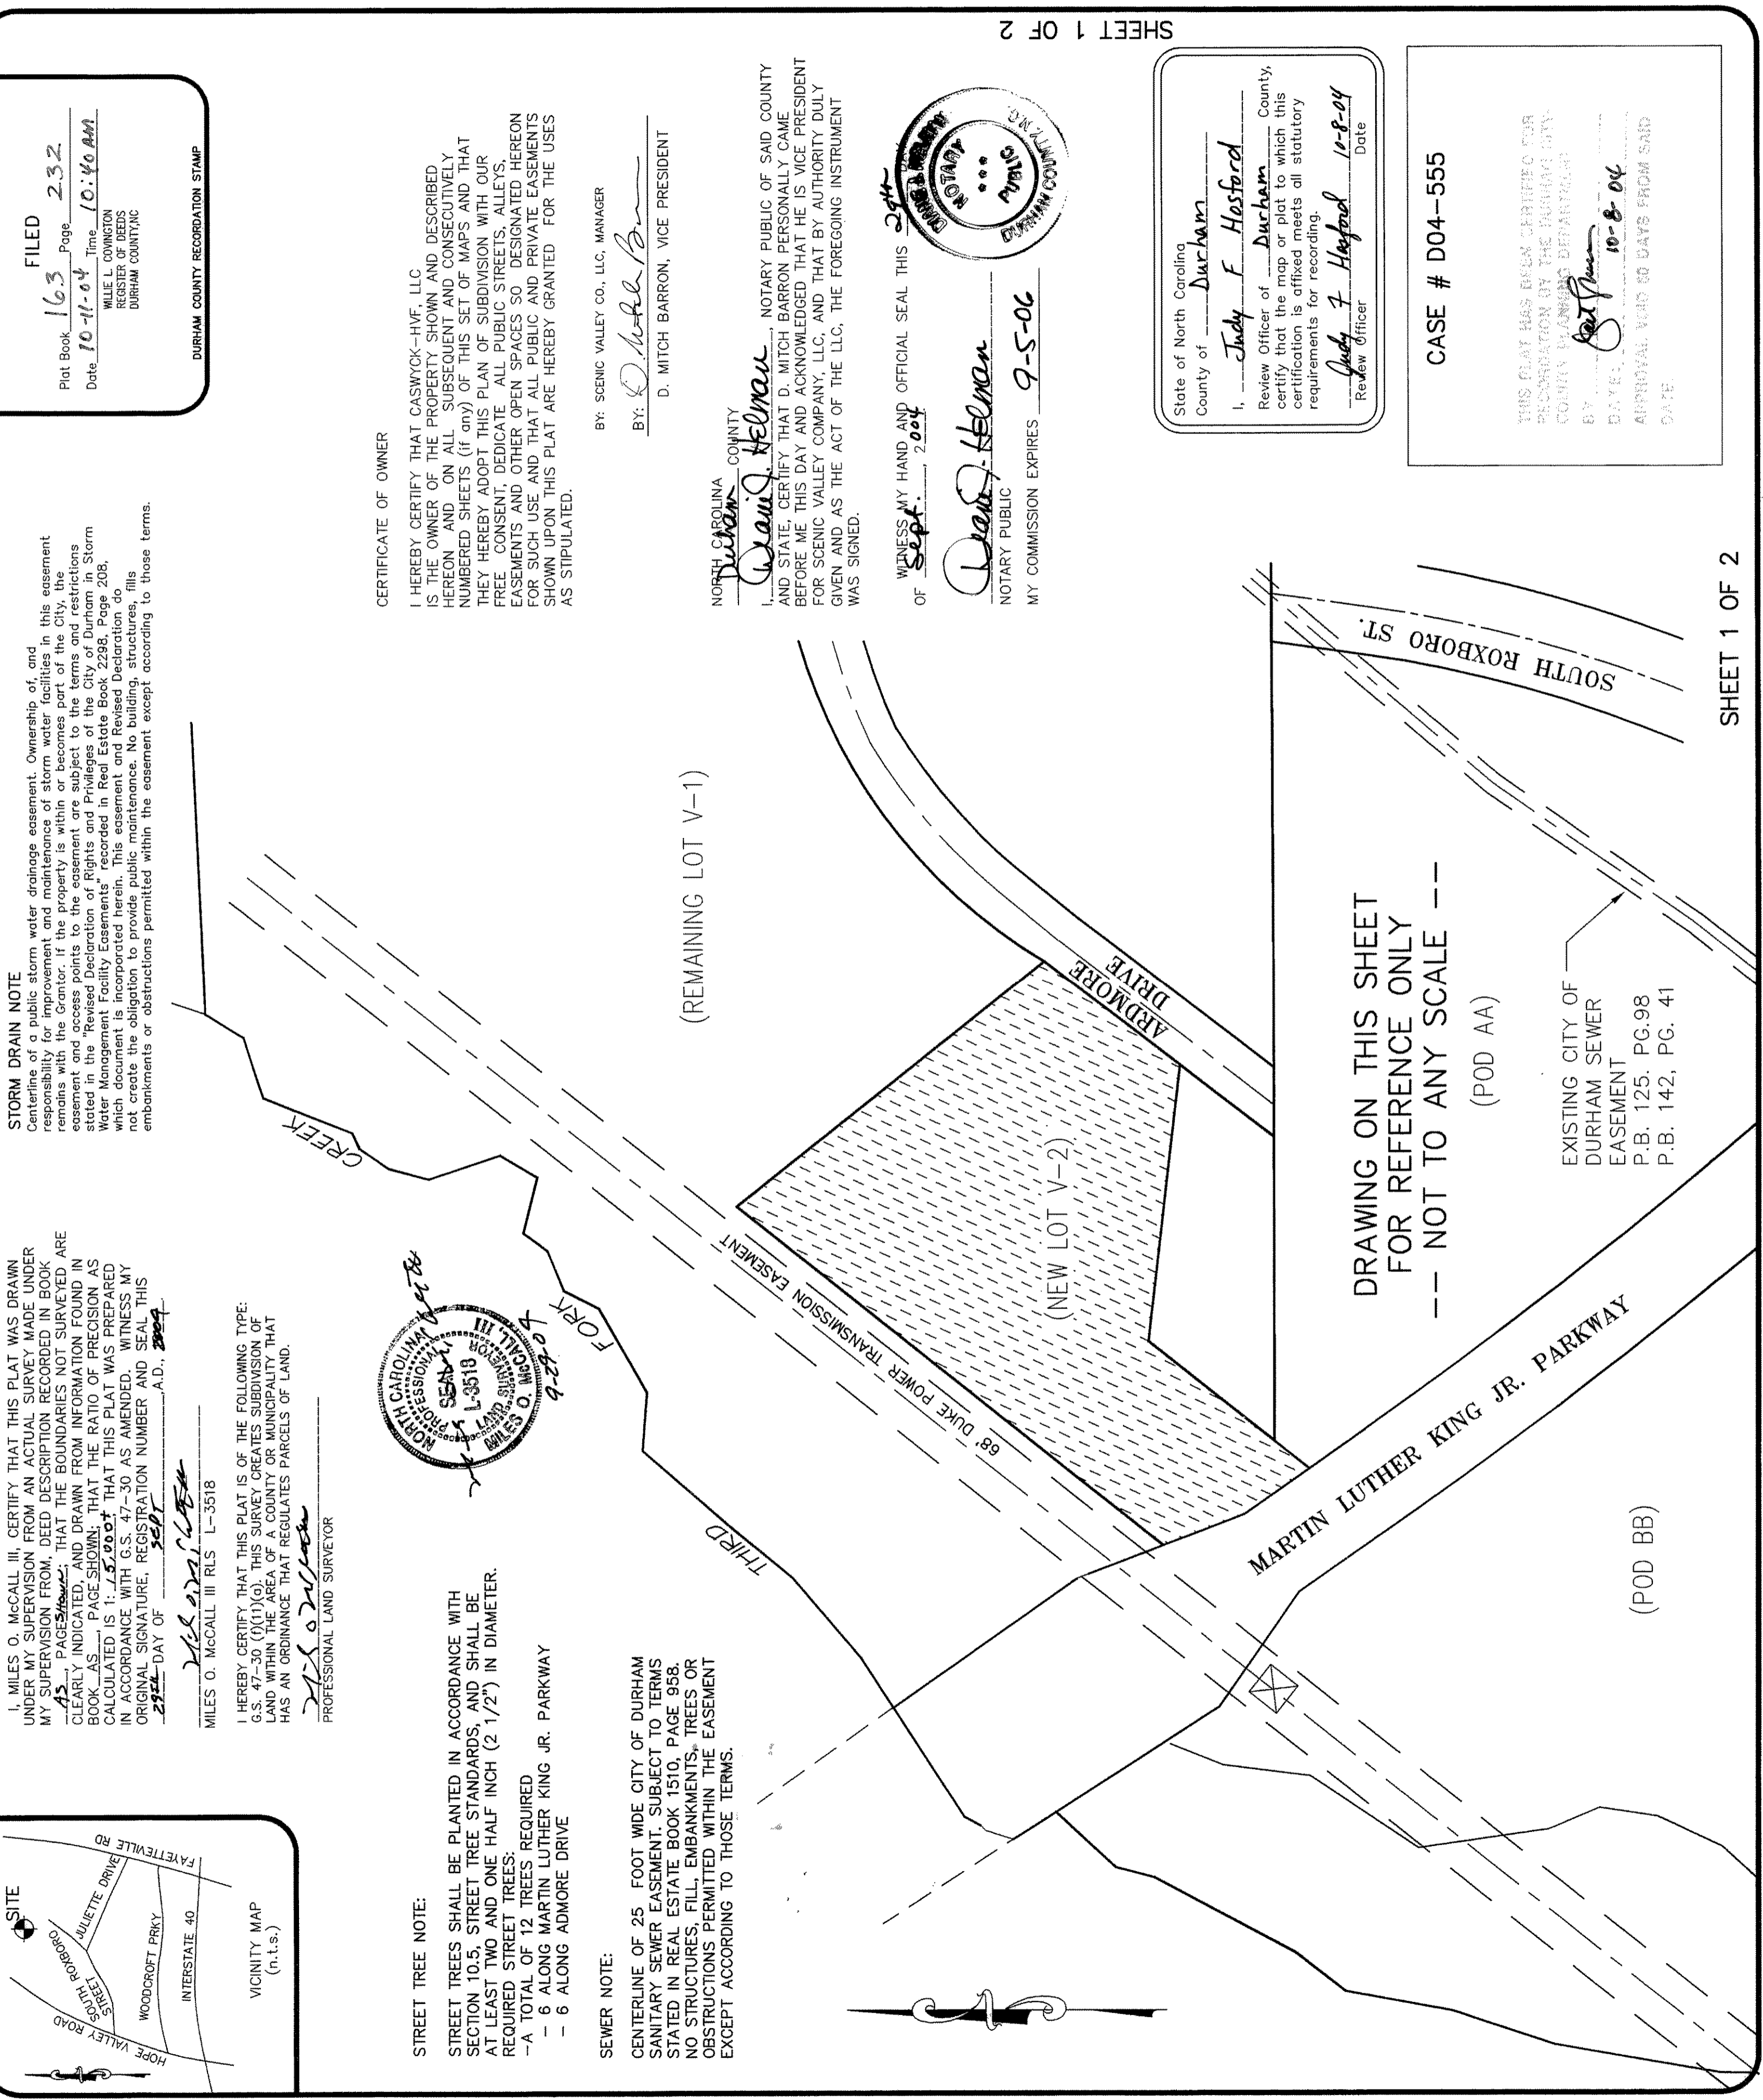 SITE
FAYETTEVILLE RD
JULIETTE DRIVE
SOUTH ROXBORO
STREET
WOODCROFT PRKY
INTERSTATE 40
HOPE VALLEY ROAD
VICINITY MAP
(n.t.s.)
I, MILES O. McCALL III, CERTIFY THAT THIS PLAT WAS DRAWN
UNDER MY SUPERVISION FROM AN ACTUAL SURVEY MADE UNDER
MY SUPERVISION FROM, DEED DESCRIPTION RECORDED IN BOOK
AS, PAGE SHOWN; THAT THE BOUNDARIES NOT SURVEYED ARE
CLEARLY INDICATED, AND DRAWN FROM INFORMATION FOUND IN
BOOK AS, PAGE SHOWN; THAT THE RATIO OF PRECISION AS
CALCULATED IS 1:15,000+, THAT THIS PLAT WAS PREPARED
IN ACCORDANCE WITH G.S. 47-30 AS AMENDED. WITNESS MY
ORIGINAL SIGNATURE, REGISTRATION NUMBER AND SEAL THIS
29th DAY OF SEPT, A.D., 2004
MILES O. McCALL III RLS L-3518
I HEREBY CERTIFY THAT THIS PLAT IS OF THE FOLLOWING TYPE:
G.S. 47-30 (f)(11)(a). THIS SURVEY CREATES SUBDIVISION OF
LAND WITHIN THE AREA OF A COUNTY OR MUNICIPALITY THAT
HAS AN ORDINANCE THAT REGULATES PARCELS OF LAND.
PROFESSIONAL LAND SURVEYOR
NORTH CAROLINA
PROFESSIONAL
SEAL
L-3518
LAND SURVEYOR
MILES O. McCALL, III
9-29-04
STORM DRAIN NOTE
Centerline of a public storm water drainage easement. Ownership of, and
responsibility for improvement and maintenance of storm water facilities in this easement
remains with the Grantor. If the property is within or becomes part of the City, the
easement and access points to the easement are subject to the terms and restrictions
stated in the "Revised Declaration of Rights and Privileges of the City of Durham in Storm
Water Management Facility Easements" recorded in Real Estate Book 2298, Page 208,
which document is incorporated herein. This easement and Revised Declaration do
not create the obligation to provide public maintenance. No building, structures, fills
embankments or obstructions permitted within the easement except according to those terms.
FILED
Plat Book 163 Page 232
Date 10-11-04 Time 10:40 AM
WILLIE L. COVINGTON
REGISTER OF DEEDS
DURHAM COUNTY,NC
DURHAM COUNTY RECORDATION STAMP
STREET TREE NOTE:
STREET TREES SHALL BE PLANTED IN ACCORDANCE WITH
SECTION 10.5, STREET TREE STANDARDS, AND SHALL BE
AT LEAST TWO AND ONE HALF INCH (2 1/2") IN DIAMETER.
REQUIRED STREET TREES:
-A TOTAL OF 12 TREES REQUIRED
- 6 ALONG MARTIN LUTHER KING JR. PARKWAY
- 6 ALONG ADMORE DRIVE
SEWER NOTE:
CENTERLINE OF 25 FOOT WIDE CITY OF DURHAM
SANITARY SEWER EASEMENT. SUBJECT TO TERMS
STATED IN REAL ESTATE BOOK 1510, PAGE 958.
NO STRUCTURES, FILL, EMBANKMENTS, TREES OR
OBSTRUCTIONS PERMITTED WITHIN THE EASEMENT
EXCEPT ACCORDING TO THOSE TERMS.
CERTIFICATE OF OWNER
I HEREBY CERTIFY THAT CASWYCK-HVF, LLC
IS THE OWNER OF THE PROPERTY SHOWN AND DESCRIBED
HEREON AND ON ALL SUBSEQUENT AND CONSECUTIVELY
NUMBERED SHEETS (if any) OF THIS SET OF MAPS AND THAT
THEY HEREBY ADOPT THIS PLAN OF SUBDIVISION WITH OUR
FREE CONSENT, DEDICATE ALL PUBLIC STREETS, ALLEYS,
EASEMENTS AND OTHER OPEN SPACES SO DESIGNATED HEREON
FOR SUCH USE AND THAT ALL PUBLIC AND PRIVATE EASEMENTS
SHOWN UPON THIS PLAT ARE HEREBY GRANTED FOR THE USES
AS STIPULATED.
BY: SCENIC VALLEY CO., LLC, MANAGER
BY:
D. MITCH BARRON, VICE PRESIDENT
NORTH CAROLINA
Durham COUNTY
I, Deanie J. Helman, NOTARY PUBLIC OF SAID COUNTY
AND STATE, CERTIFY THAT D. MITCH BARRON PERSONALLY CAME
BEFORE ME THIS DAY AND ACKNOWLEDGED THAT HE IS VICE PRESIDENT
FOR SCENIC VALLEY COMPANY, LLC, AND THAT BY AUTHORITY DULY
GIVEN AND AS THE ACT OF THE LLC, THE FOREGOING INSTRUMENT
WAS SIGNED.
WITNESS MY HAND AND OFFICIAL SEAL THIS 29th
OF Sept., 2004
Deanie J. Helman
NOTARY PUBLIC
MY COMMISSION EXPIRES 9-5-06
NOTARY
PUBLIC
DURHAM COUNTY, N.C.
State of North Carolina
County of Durham
I, Judy F Hosford
Review Officer of Durham County,
certify that the map or plat to which this
certification is affixed meets all statutory
requirements for recording.
Judy F Hosford 10-8-04
Review Officer Date
CASE # D04-555
THIS PLAT HAS BEEN CERTIFIED FOR
RECORDATION BY THE DURHAM CITY-
COUNTY PLANNING DEPARTMENT
BY
DATE: 10-8-04
APPROVAL VOID 60 DAYS FROM SAID
DATE
CREEK
FORK
THIRD
68' DUKE POWER TRANSMISSION EASEMENT
(REMAINING LOT V-1)
(NEW LOT V-2)
ARDMORE
DRIVE
SOUTH ROXBORO ST.
MARTIN LUTHER KING JR. PARKWAY
DRAWING ON THIS SHEET
FOR REFERENCE ONLY
-- NOT TO ANY SCALE --
(POD AA)
(POD BB)
EXISTING CITY OF
DURHAM SEWER
EASEMENT
P.B. 125. PG.98
P.B. 142, PG. 41
SHEET 1 OF 2
SHEET 1 OF 2